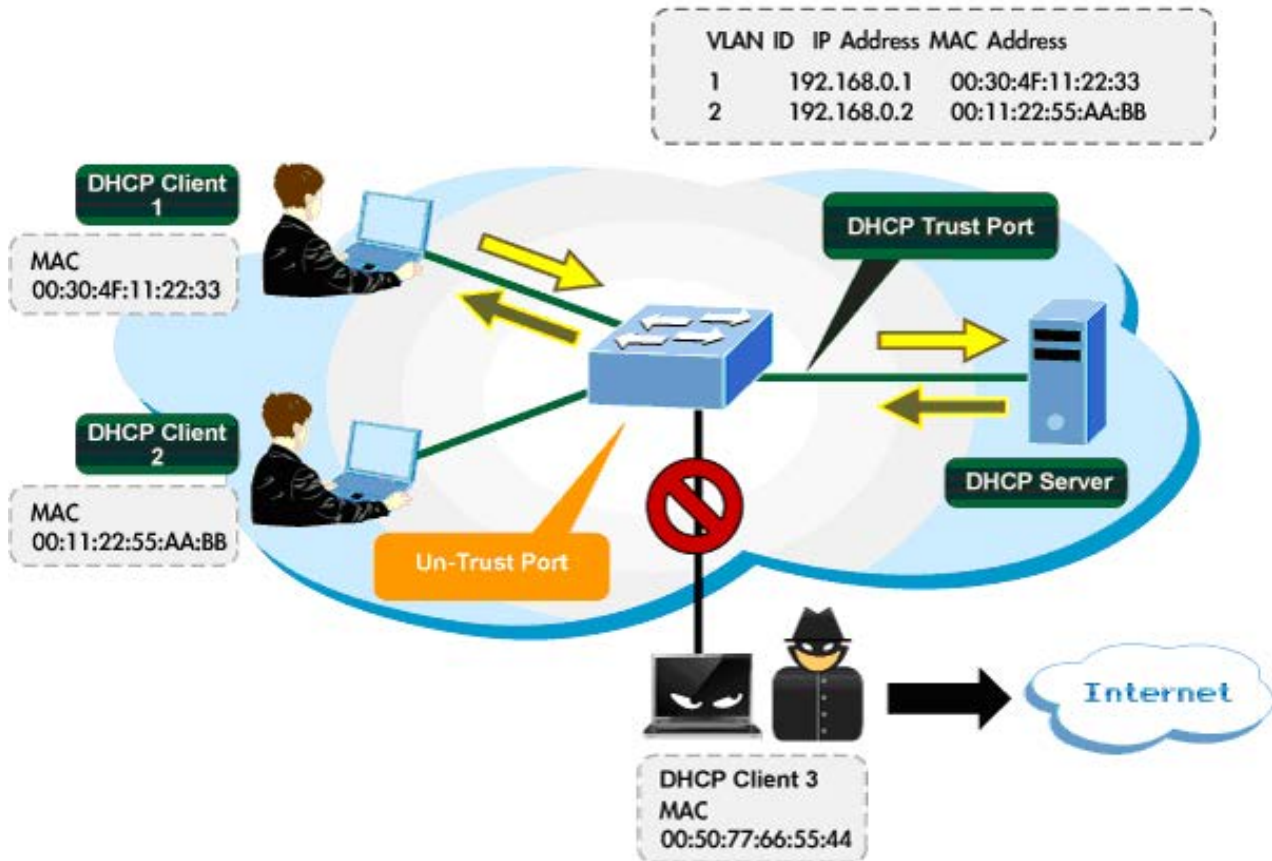 VLAN ID IP Address MAC Address
1 192.168.0.1 00:30:4F:11:22:33
2 192.168.0.2 00:11:22:55:AA:BB
DHCP Client
1
MAC
00:30:4F:11:22:33
DHCP Trust Port
DHCP Client
2
MAC
00:11:22:55:AA:BB
Un-Trust Port
DHCP Server
Internet
DHCP Client 3
MAC
00:50:77:66:55:44